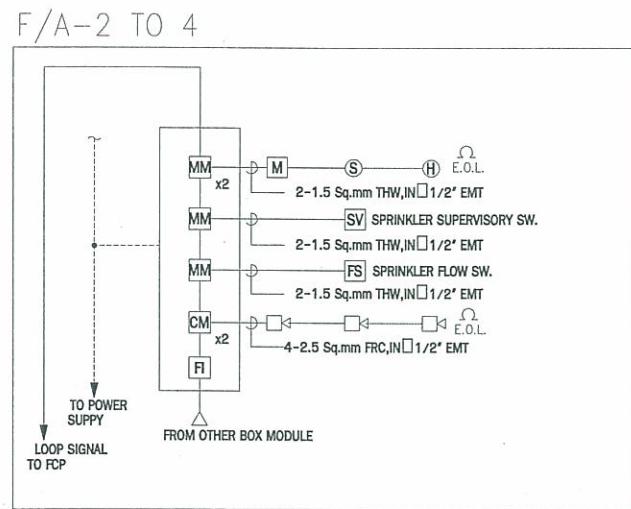 F/A-2 TO 4
MM M S H Ω
x2 E.O.L.
2-1.5 Sq.mm THW,IN□1/2" EMT
MM SV SPRINKLER SUPERVISORY SW.
2-1.5 Sq.mm THW,IN□1/2" EMT
MM FS SPRINKLER FLOW SW.
2-1.5 Sq.mm THW,IN□1/2" EMT
CM Ω
x2 E.O.L.
4-2.5 Sq.mm FRC,IN□1/2" EMT
FI
TO POWER
SUPPY
FROM OTHER BOX MODULE
LOOP SIGNAL
TO FCP